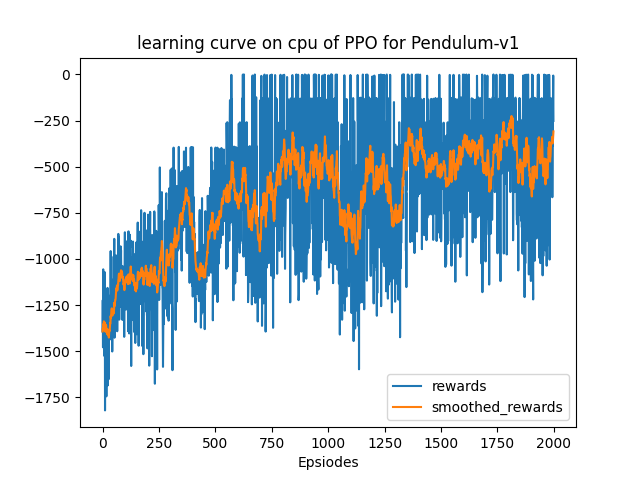 learning curve on cpu of PPO for Pendulum-v1
0
−250
−500
−750
−1000
−1250
−1500
−1750
rewards
smoothed_rewards
0 250 500 750 1000 1250 1500 1750 2000
Epsiodes